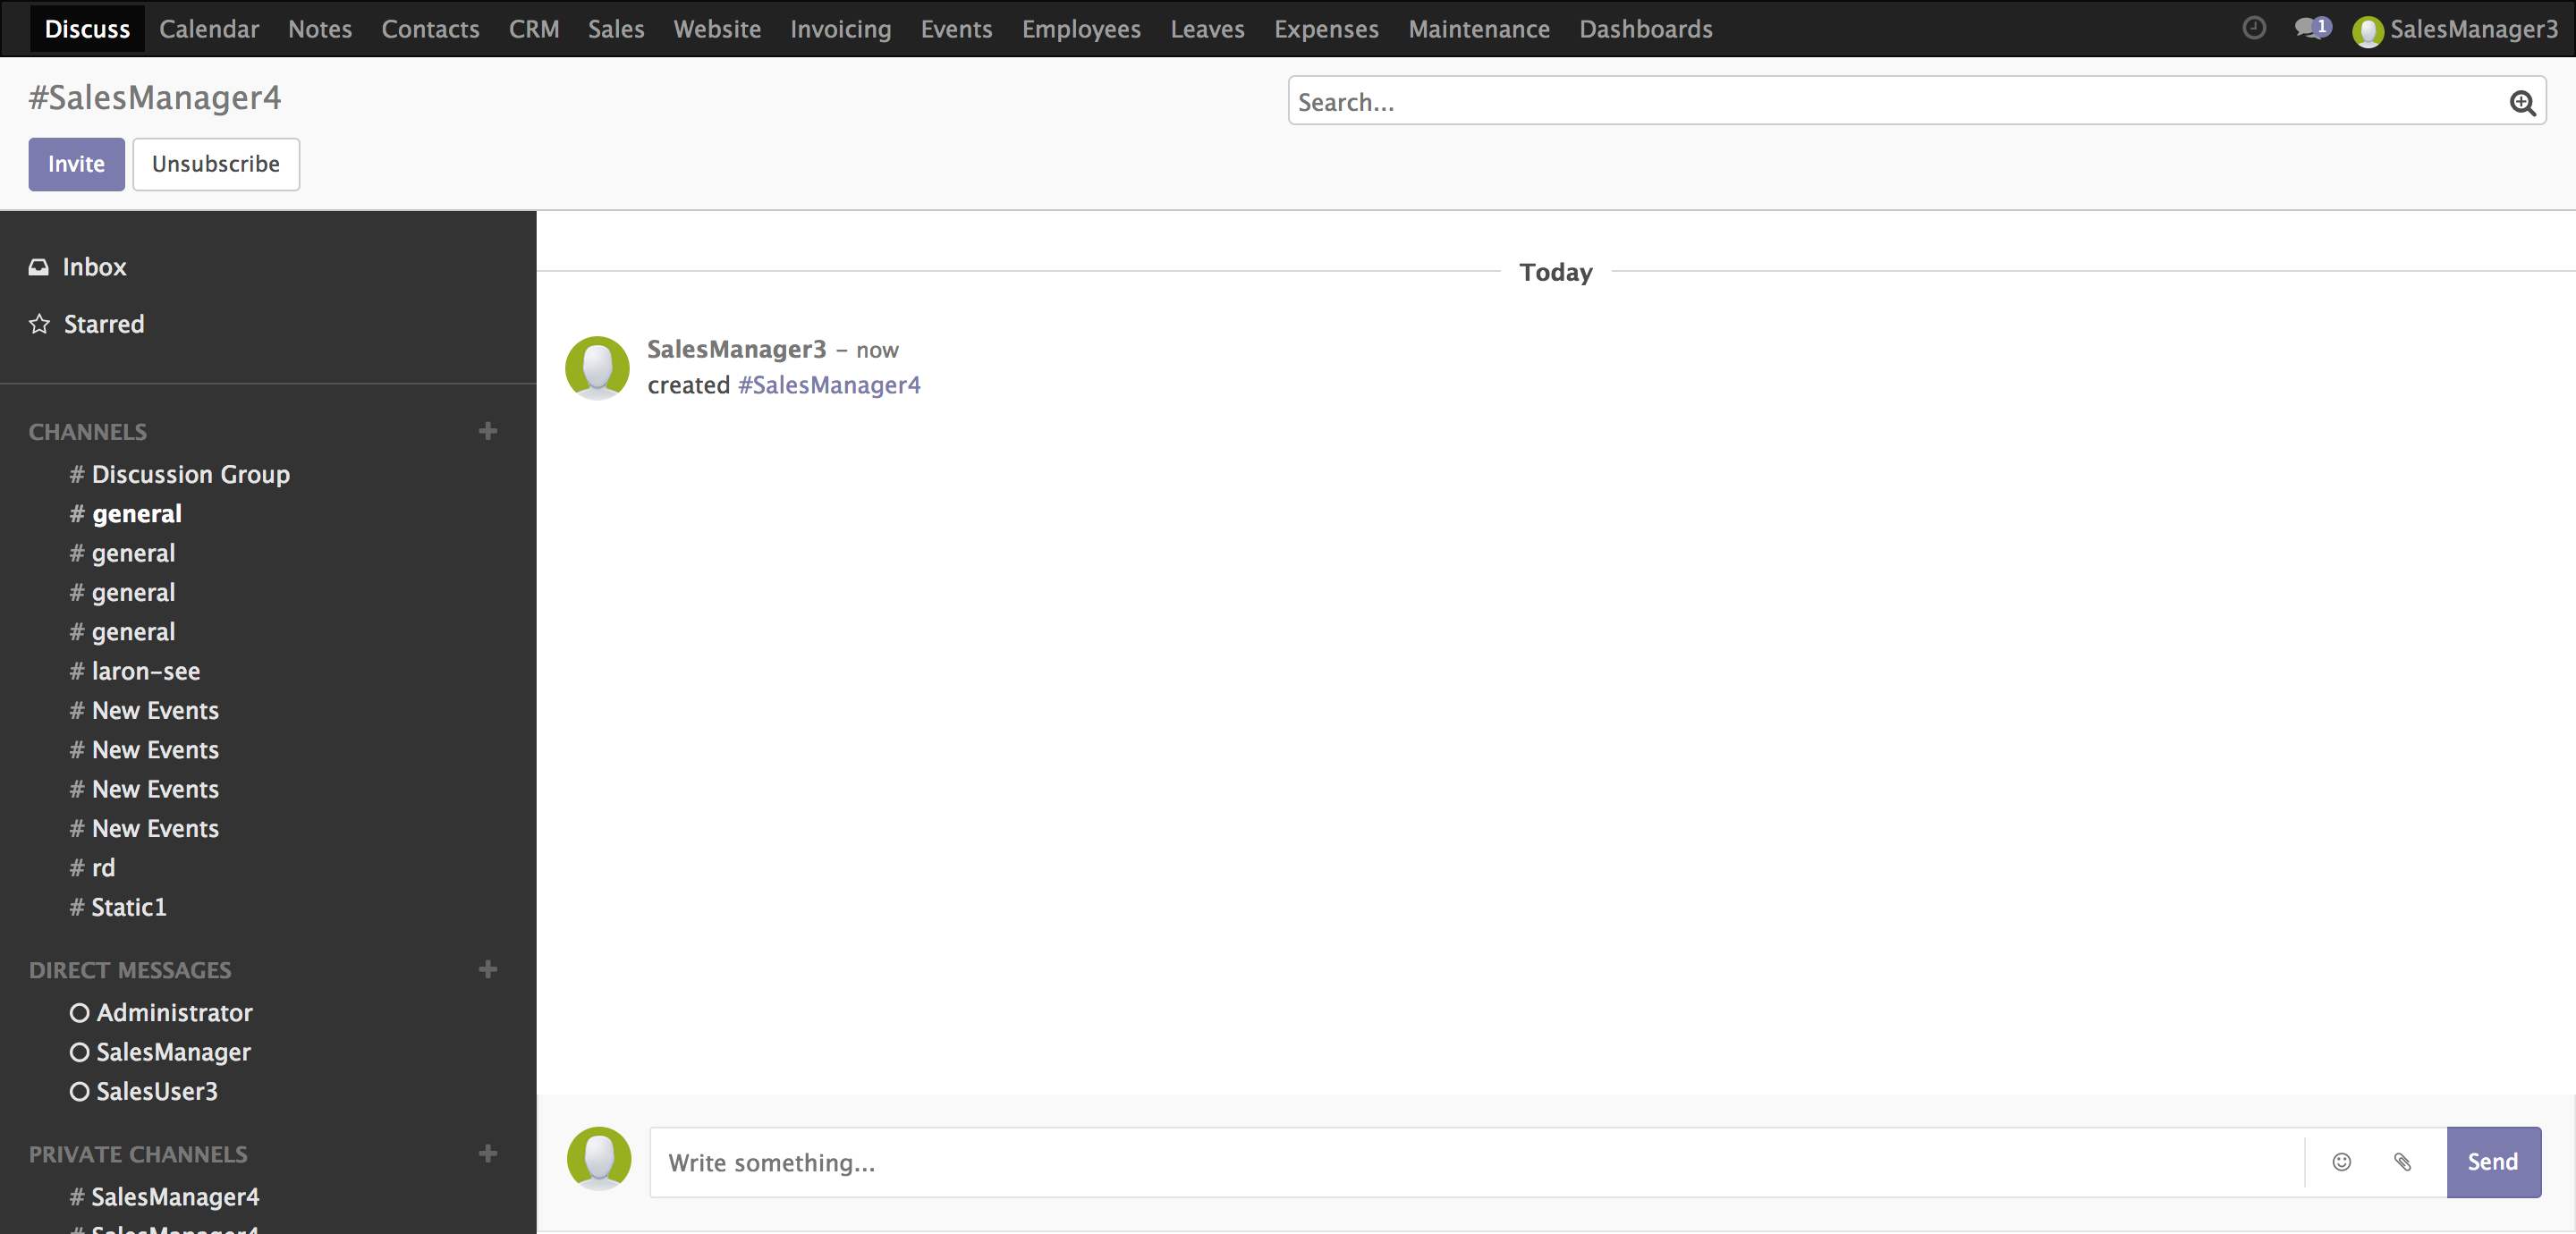 Discuss Calendar Notes Contacts CRM Sales Website Invoicing Events Employees Leaves Expenses Maintenance Dashboards 1 SalesManager3
#SalesManager4
Search...
Invite Unsubscribe
Inbox
Starred
CHANNELS
# Discussion Group
# general
# general
# general
# general
# laron-see
# New Events
# New Events
# New Events
# New Events
# rd
# Static1
DIRECT MESSAGES
Administrator
SalesManager
SalesUser3
PRIVATE CHANNELS
# SalesManager4
# SalesManager4
Today
SalesManager3 - now
created #SalesManager4
Write something...
Send